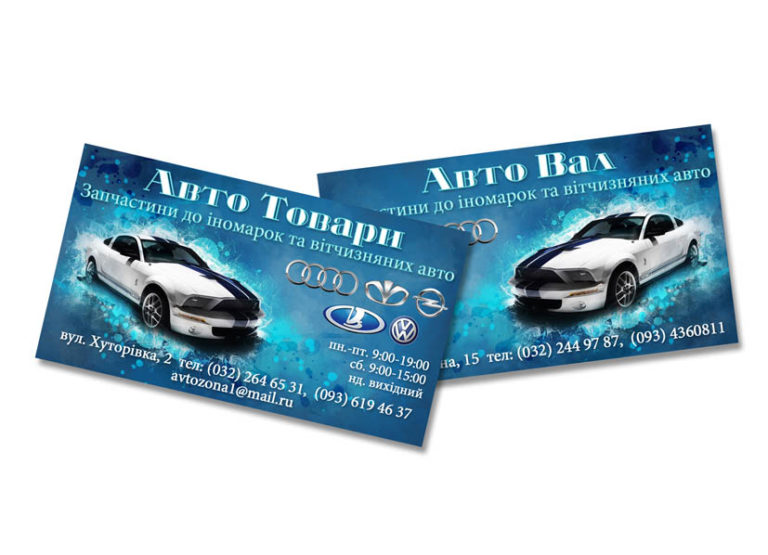 Авто Товари
Запчастини до іномарок та вітчизняних авто
пн.-пт. 9:00-19:00
сб. 9:00-15:00
нд. вихідний
вул. Хуторівка, 2 тел: (032) 264 65 31, (093) 619 46 37
avtozona1@mail.ru
Авто Вал
до іномарок та вітчизняних авто
15 тел: (032) 244 97 87, (093) 4360811